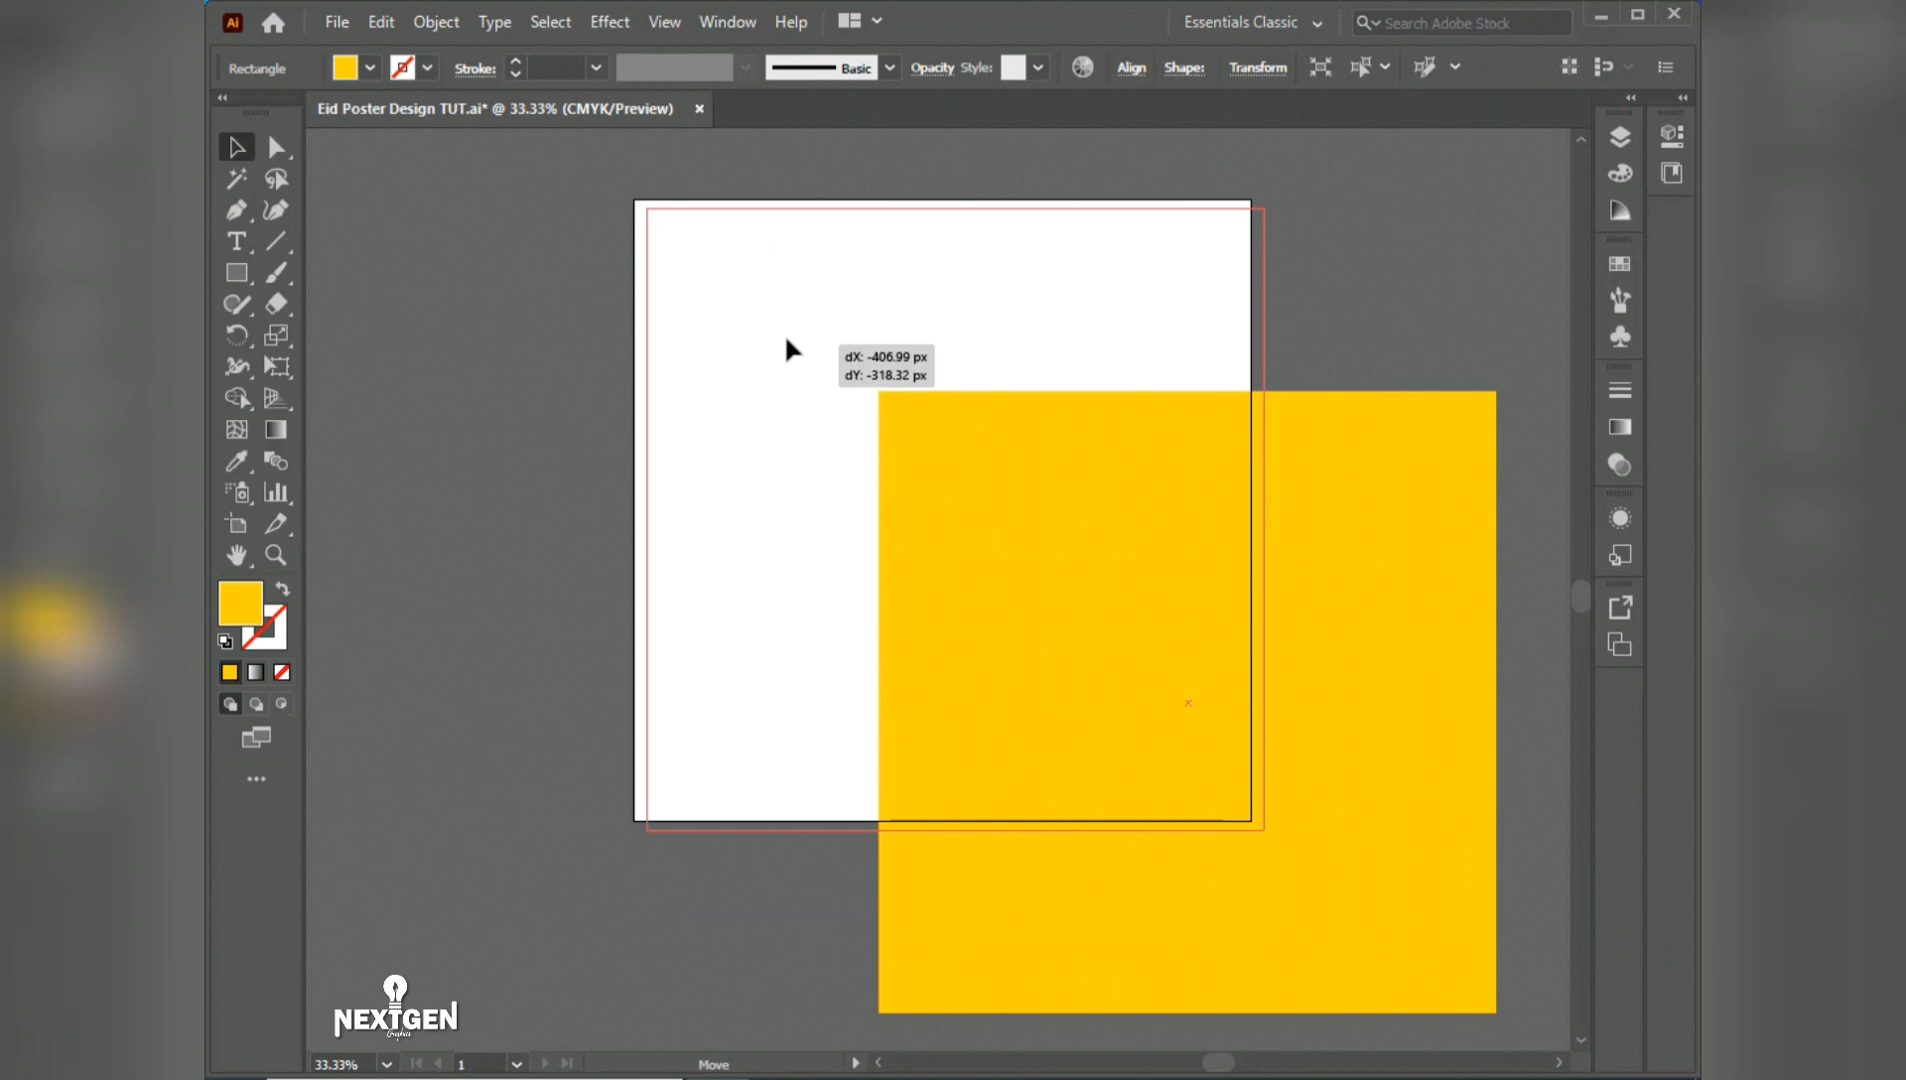 Ai File Edit Object Type Select Effect View Window Help Essentials Classic Search Adobe Stock
Rectangle Stroke: Basic Opacity Style: Align Shape: Transform
Eid Poster Design TUT.ai* @ 33.33% (CMYK/Preview)
dX: -406.99 px
dY: -318.32 px
NEXTGEN
Graphics
33.33% 1 Move